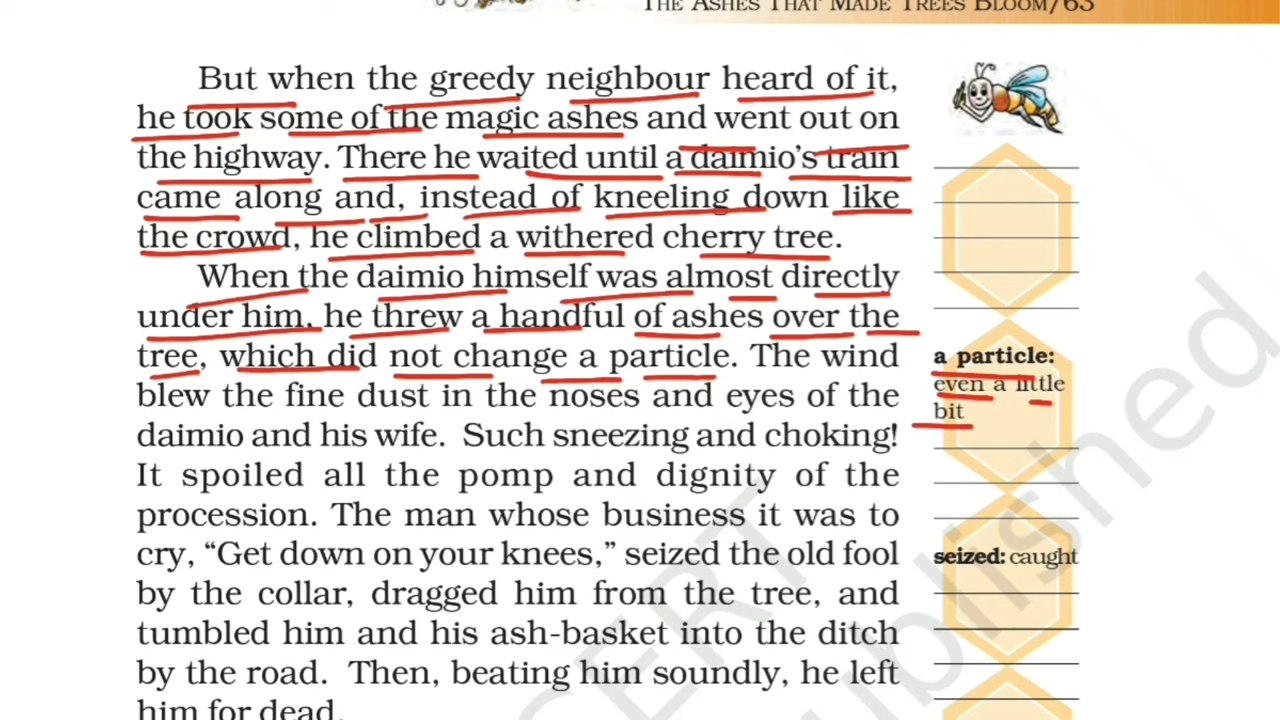 THE ASHES THAT MADE TREES BLOOM/63
But when the greedy neighbour heard of it,
he took some of the magic ashes and went out on
the highway. There he waited until a daimio's train
came along and, instead of kneeling down like
the crowd, he climbed a withered cherry tree.
When the daimio himself was almost directly
under him, he threw a handful of ashes over the
tree, which did not change a particle. The wind
blew the fine dust in the noses and eyes of the
daimio and his wife. Such sneezing and choking!
It spoiled all the pomp and dignity of the
procession. The man whose business it was to
cry, “Get down on your knees,” seized the old fool
by the collar, dragged him from the tree, and
tumbled him and his ash-basket into the ditch
by the road. Then, beating him soundly, he left
him for dead.
a particle:
even a little
bit
seized: caught
CERT
ublished